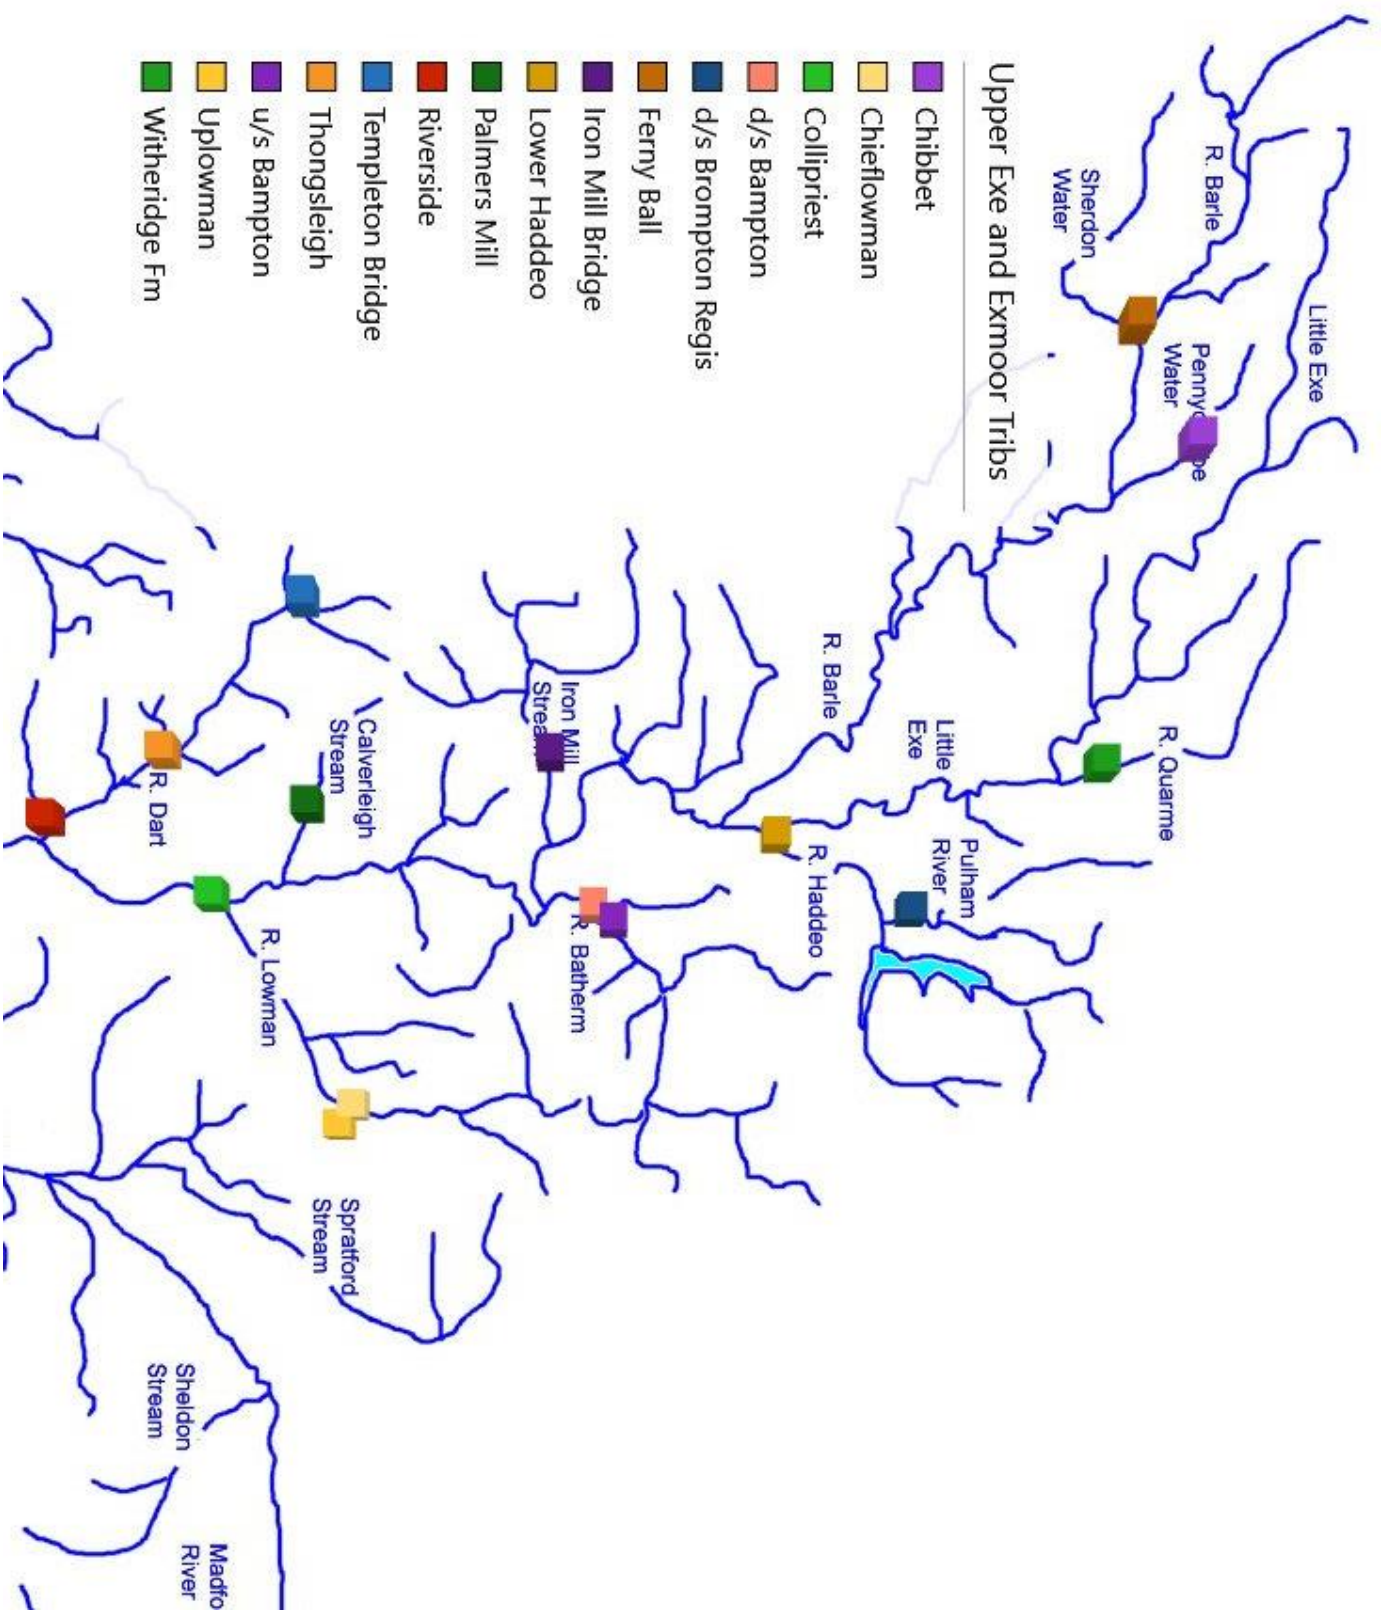 Upper Exe and Exmoor Tribs
Chibbet
Chieflowman
Collipriest
d/s Bampton
d/s Brompton Regis
Ferny Ball
Iron Mill Bridge
Lower Haddeo
Palmers Mill
Riverside
Templeton Bridge
Thongsleigh
u/s Bampton
Uplowman
Witheridge Fm
Little Exe
R. Barle
Water
Sherdon
Water
R. Quarme
Pulham
River
Little
Exe
R. Barle
R. Haddeo
Iron Mill
Stream
R. Batherm
Calverleigh
Stream
R. Lowman
R. Dart
Spratford
Stream
Sheldon
Stream
Madfo
River